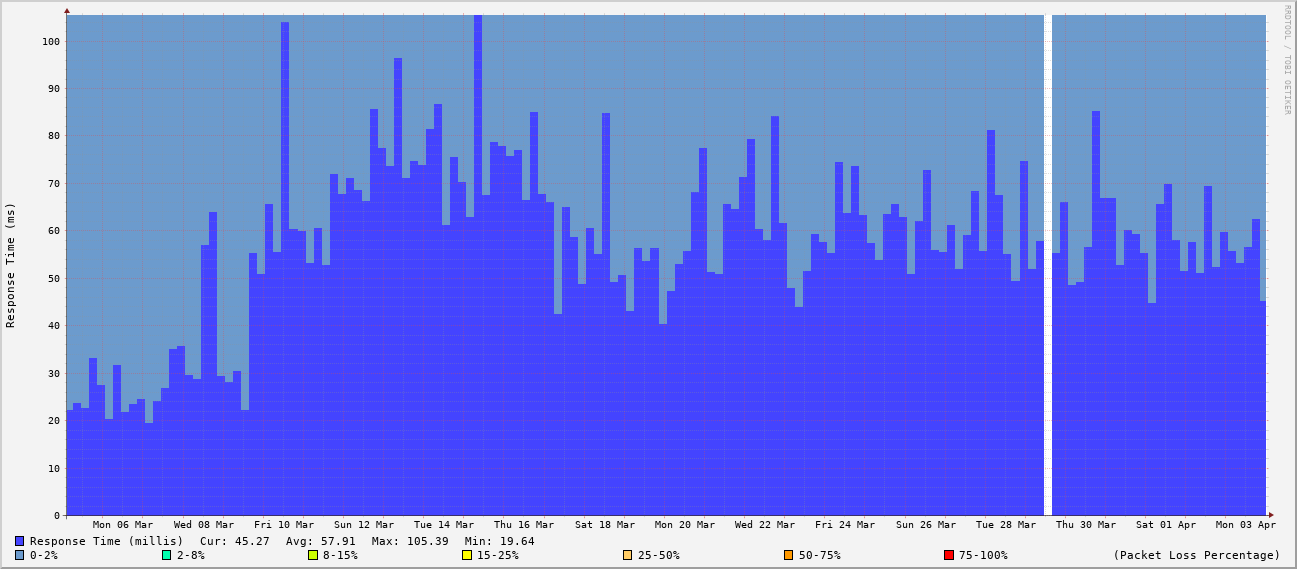 RRDTOOL / TOBI OETIKER
Response Time (ms)
100
90
80
70
60
50
40
30
20
10
0
Mon 06 Mar Wed 08 Mar Fri 10 Mar Sun 12 Mar Tue 14 Mar Thu 16 Mar Sat 18 Mar Mon 20 Mar Wed 22 Mar Fri 24 Mar Sun 26 Mar Tue 28 Mar Thu 30 Mar Sat 01 Apr Mon 03 Apr
Response Time (millis) Cur: 45.27 Avg: 57.91 Max: 105.39 Min: 19.64
0-2% 2-8% 8-15% 15-25% 25-50% 50-75% 75-100% (Packet Loss Percentage)